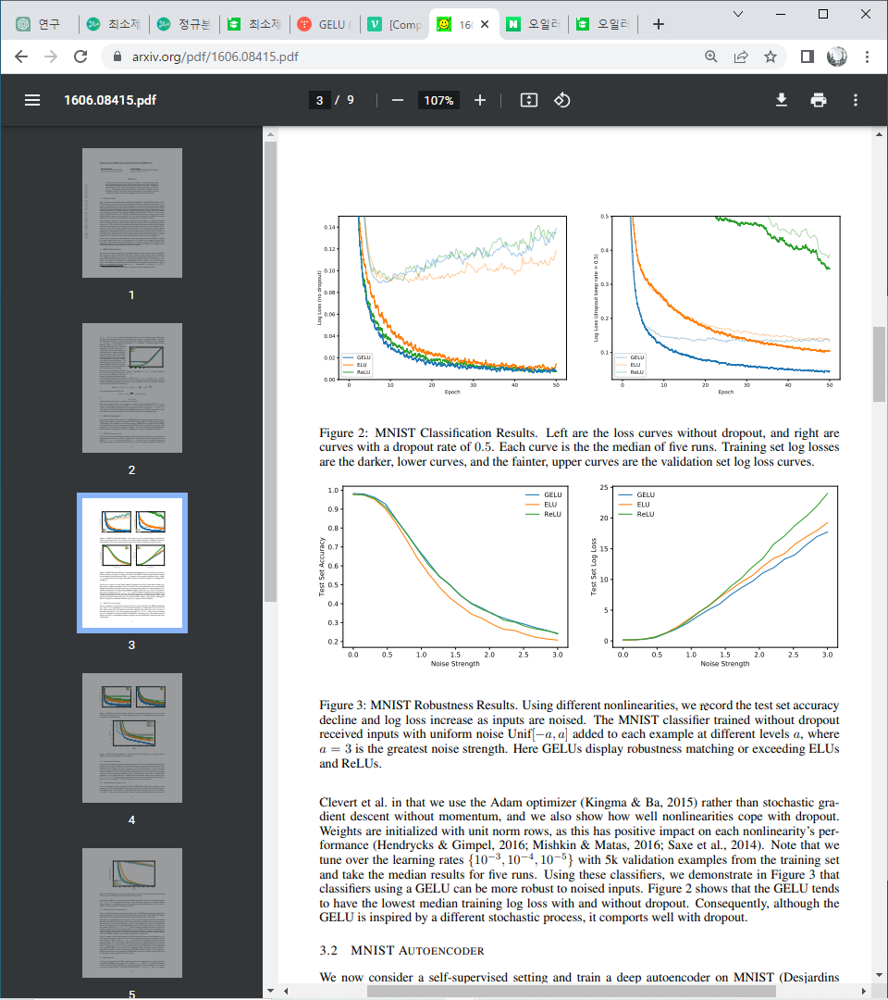 연구
최소제
정규분
최소제
GELU (
[Comp
160
오일러
오일러
arxiv.org/pdf/1606.08415.pdf
1606.08415.pdf
3 / 9
107%
1
2
3
4
5
0.14
0.12
0.10
0.08
0.06
0.04
0.02
0.00
Log Loss (no dropout)
GELU
ELU
ReLU
0 10 20 30 40 50
Epoch
0.5
0.4
0.3
0.2
0.1
Log Loss (dropout keep rate = 0.5)
GELU
ELU
ReLU
0 10 20 30 40 50
Epoch
Figure 2: MNIST Classification Results. Left are the loss curves without dropout, and right are
curves with a dropout rate of 0.5. Each curve is the the median of five runs. Training set log losses
are the darker, lower curves, and the fainter, upper curves are the validation set log loss curves.
1.0
0.9
0.8
0.7
0.6
0.5
0.4
0.3
0.2
Test Set Accuracy
GELU
ELU
ReLU
0.0 0.5 1.0 1.5 2.0 2.5 3.0
Noise Strength
25
20
15
10
5
0
Test Set Log Loss
GELU
ELU
ReLU
0.0 0.5 1.0 1.5 2.0 2.5 3.0
Noise Strength
Figure 3: MNIST Robustness Results. Using different nonlinearities, we record the test set accuracy
decline and log loss increase as inputs are noised. The MNIST classifier trained without dropout
received inputs with uniform noise Unif[−a, a] added to each example at different levels a, where
a = 3 is the greatest noise strength. Here GELUs display robustness matching or exceeding ELUs
and ReLUs.
Clevert et al. in that we use the Adam optimizer (Kingma & Ba, 2015) rather than stochastic gra-
dient descent without momentum, and we also show how well nonlinearities cope with dropout.
Weights are initialized with unit norm rows, as this has positive impact on each nonlinearity's per-
formance (Hendrycks & Gimpel, 2016; Mishkin & Matas, 2016; Saxe et al., 2014). Note that we
tune over the learning rates {10⁻³, 10⁻⁴, 10⁻⁵} with 5k validation examples from the training set
and take the median results for five runs. Using these classifiers, we demonstrate in Figure 3 that
classifiers using a GELU can be more robust to noised inputs. Figure 2 shows that the GELU tends
to have the lowest median training log loss with and without dropout. Consequently, although the
GELU is inspired by a different stochastic process, it comports well with dropout.
3.2 MNIST AUTOENCODER
We now consider a self-supervised setting and train a deep autoencoder on MNIST (Desjardins